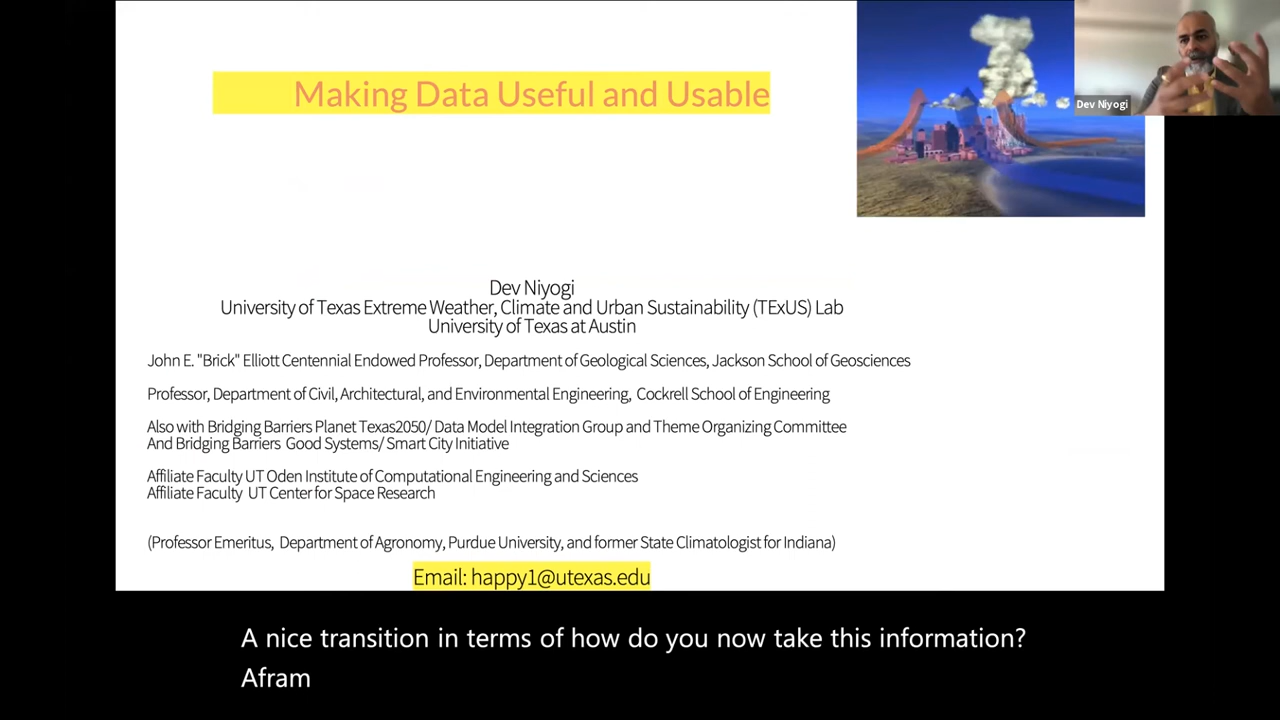 Making Data Useful and Usable
Dev Niyogi
Dev Niyogi
University of Texas Extreme Weather, Climate and Urban Sustainability (TExUS) Lab
University of Texas at Austin
John E. "Brick" Elliott Centennial Endowed Professor, Department of Geological Sciences, Jackson School of Geosciences
Professor, Department of Civil, Architectural, and Environmental Engineering, Cockrell School of Engineering
Also with Bridging Barriers Planet Texas2050/ Data Model Integration Group and Theme Organizing Committee
And Bridging Barriers Good Systems/ Smart City Initiative
Affiliate Faculty UT Oden Institute of Computational Engineering and Sciences
Affiliate Faculty UT Center for Space Research
(Professor Emeritus, Department of Agronomy, Purdue University, and former State Climatologist for Indiana)
Email: happy1@utexas.edu
A nice transition in terms of how do you now take this information?
Afram